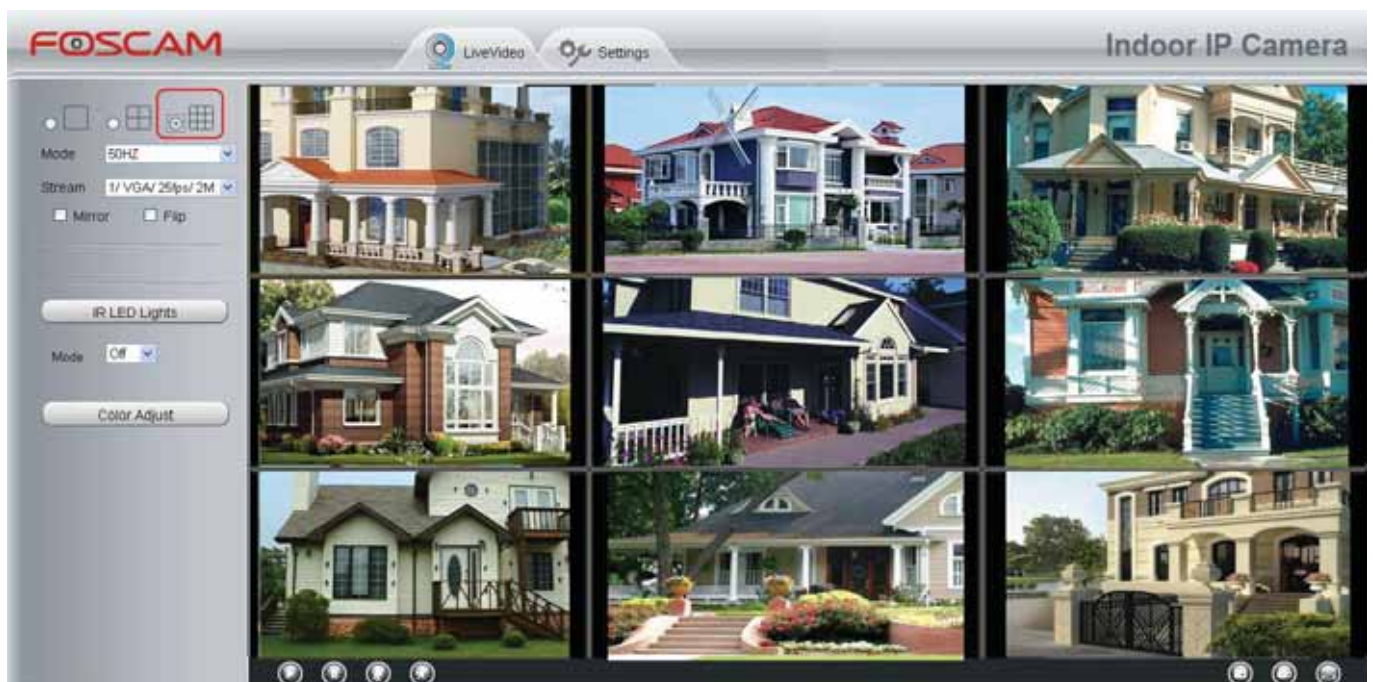 FOSCAM
LiveVideo
Settings
Indoor IP Camera
Mode 50HZ
Stream 1/ VGA/ 25fps/ 2M
Mirror Flip
IR LED Lights
Mode Off
Color Adjust